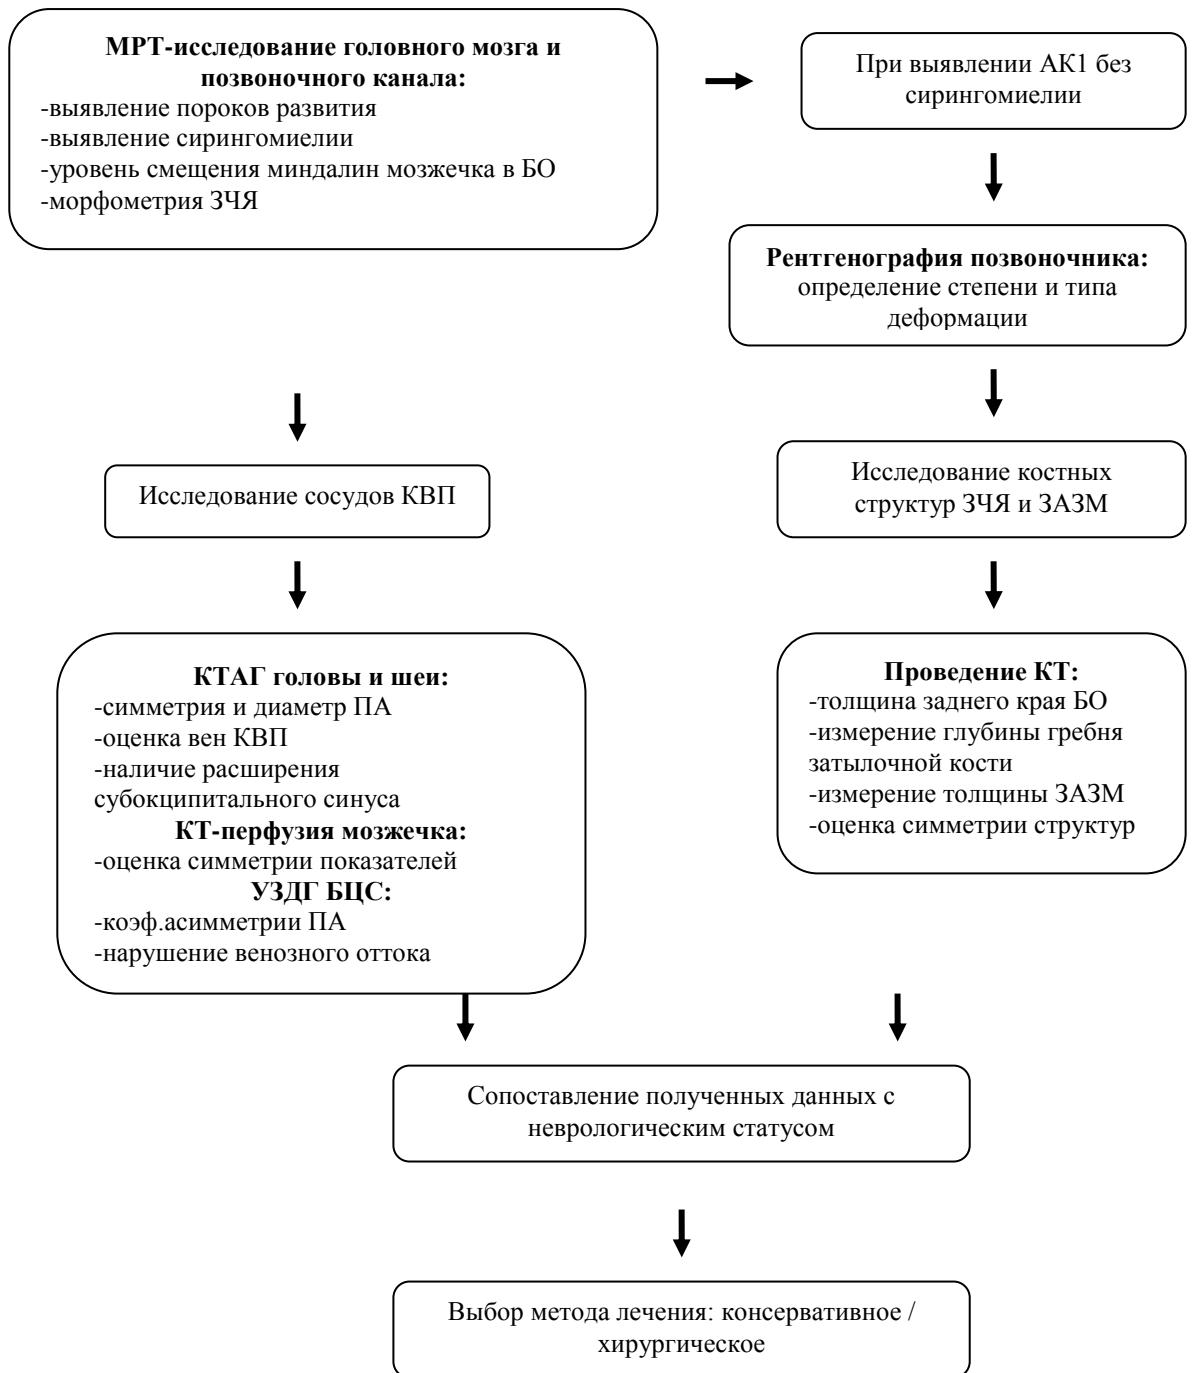 МРТ-исследование головного мозга и
позвоночного канала:
-выявление пороков развития
-выявление сирингомиелии
-уровень смещения миндалин мозжечка в БО
-морфометрия ЗЧЯ
При выявлении АК1 без
сирингомиелии
Рентгенография позвоночника:
определение степени и типа
деформации
Исследование сосудов КВП
Исследование костных
структур ЗЧЯ и ЗАЗМ
КТАГ головы и шеи:
-симметрия и диаметр ПА
-оценка вен КВП
-наличие расширения
субокципитального синуса
КТ-перфузия мозжечка:
-оценка симметрии показателей
УЗДГ БЦС:
-коэф.асимметрии ПА
-нарушение венозного оттока
Проведение КТ:
-толщина заднего края БО
-измерение глубины гребня
затылочной кости
-измерение толщины ЗАЗМ
-оценка симметрии структур
Сопоставление полученных данных с
неврологическим статусом
Выбор метода лечения: консервативное /
хирургическое